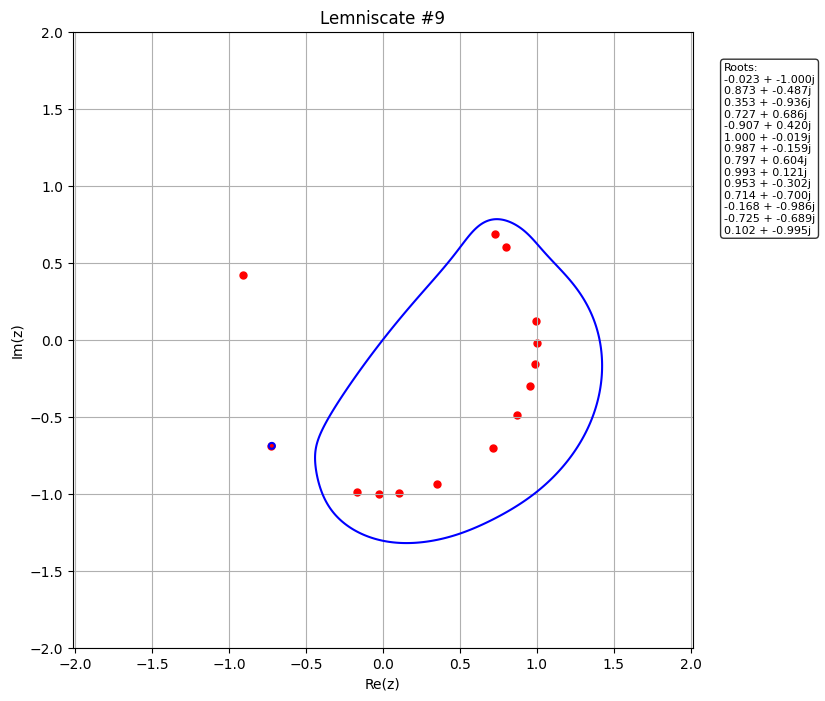 Lemniscate #9
2.0
1.5
1.0
0.5
0.0
−0.5
−1.0
−1.5
−2.0
Im(z)
−2.0 −1.5 −1.0 −0.5 0.0 0.5 1.0 1.5 2.0
Re(z)
Roots:
-0.023 + -1.000j
0.873 + -0.487j
0.353 + -0.936j
0.727 + 0.686j
-0.907 + 0.420j
1.000 + -0.019j
0.987 + -0.159j
0.797 + 0.604j
0.993 + 0.121j
0.953 + -0.302j
0.714 + -0.700j
-0.168 + -0.986j
-0.725 + -0.689j
0.102 + -0.995j